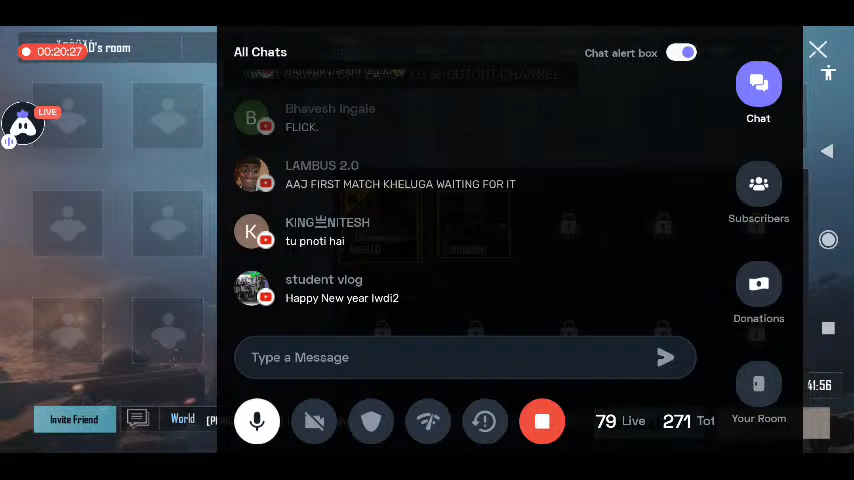 00:20:27
's room
All Chats
Chat alert box
LIVE
Bhavesh Ingale
FLICK.
LAMBUS 2.0
AAJ FIRST MATCH KHELUGA WAITING FOR IT
KING亗NITESH
tu pnoti hai
student vlog
Happy New year lwdi2
Type a Message
Chat
Subscribers
Donations
Your Room
41:56
Invite Friend
World
79 Live
271 Tot